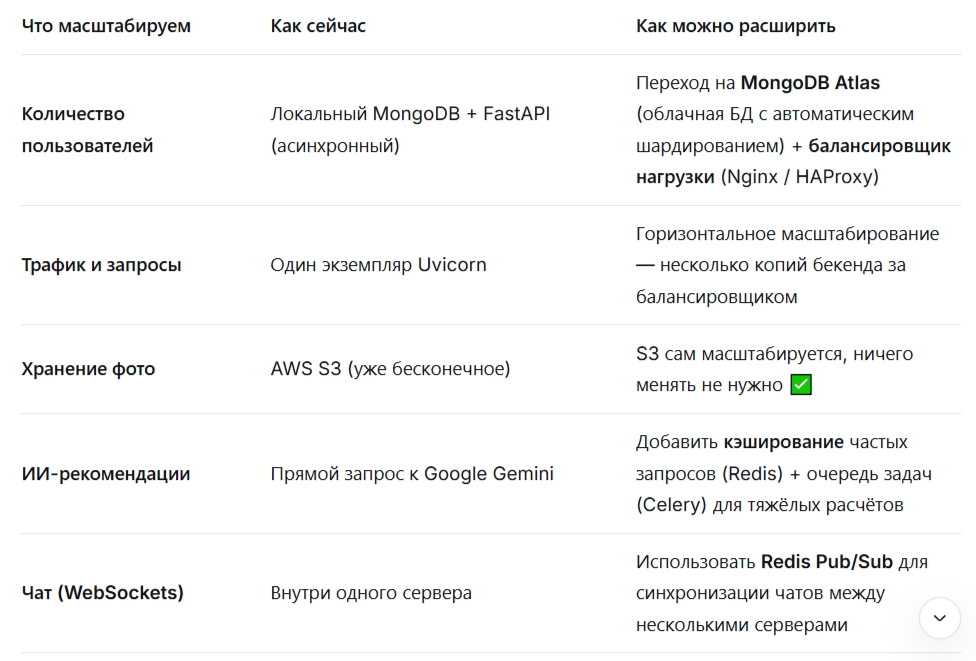 Что масштабируем Как сейчас Как можно расширить
Количество пользователей Локальный MongoDB + FastAPI (асинхронный) Переход на MongoDB Atlas (облачная БД с автоматическим шардированием) + балансировщик нагрузки (Nginx / HAProxy)
Трафик и запросы Один экземпляр Uvicorn Горизонтальное масштабирование — несколько копий бекенда за балансировщиком
Хранение фото AWS S3 (уже бесконечное) S3 сам масштабируется, ничего менять не нужно ✅
ИИ-рекомендации Прямой запрос к Google Gemini Добавить кэширование частых запросов (Redis) + очередь задач (Celery) для тяжёлых расчётов
Чат (WebSockets) Внутри одного сервера Использовать Redis Pub/Sub для синхронизации чатов между несколькими серверами